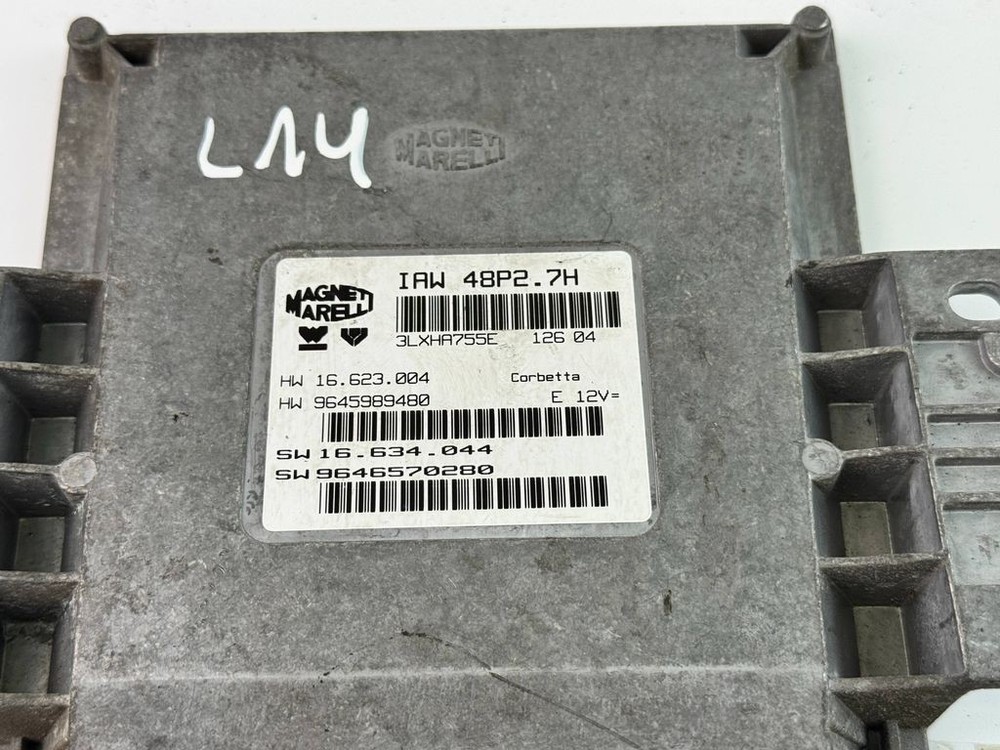 L14
MAGNETI
MARELLI
IAW 48P2.7H
MAGNETI
MARELLI
3LXHA755E 126 04
HW 16.623.004 Corbetta
HW 9645989480 E 12V=
SW 16.634.044
SW 9646570280